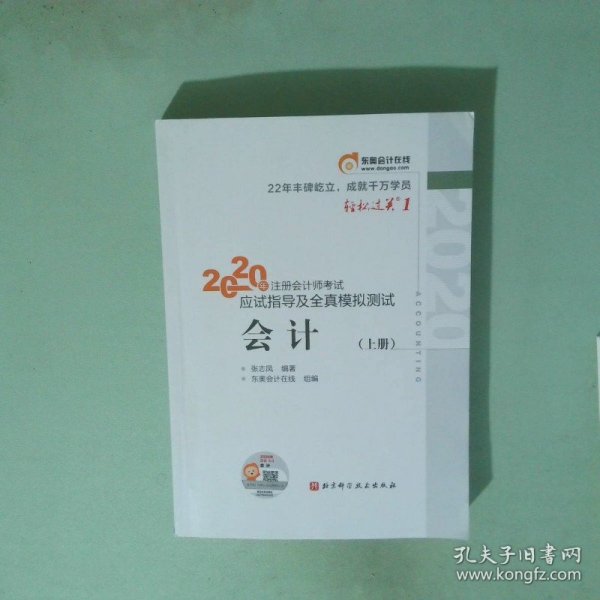 东奥会计在线
www.dongao.com
22年丰碑屹立,成就千万学员
轻松过关® 1
2020
2020年注册会计师考试
应试指导及全真模拟测试
会计(上册)
ACCOUNTING
张志凤 编著
东奥会计在线 组编
北京科学技术出版社
孔夫子旧书网
www.kongfz.com